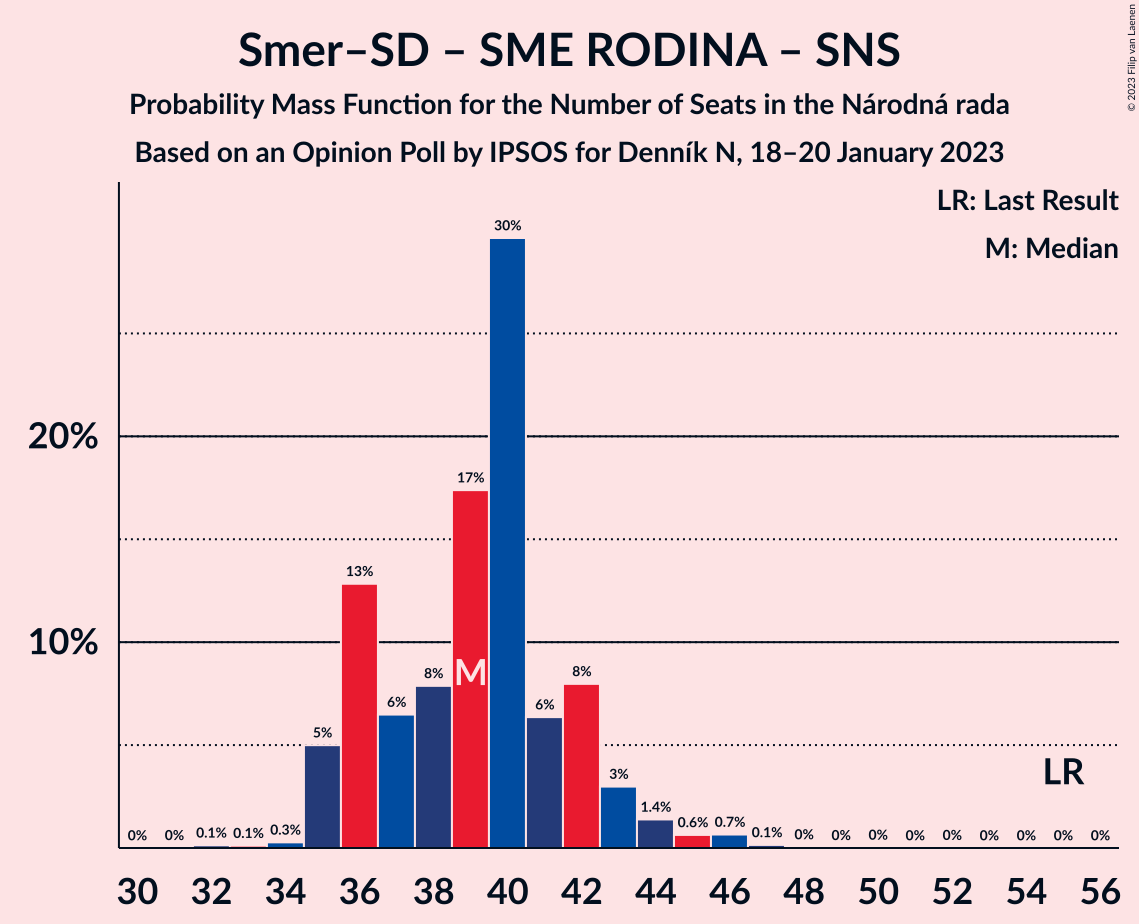 Smer–SD – SME RODINA – SNS
Probability Mass Function for the Number of Seats in the Národná rada
Based on an Opinion Poll by IPSOS for Denník N, 18–20 January 2023
© 2023 Filip van Laenen
LR: Last Result
M: Median
20%
10%
0% 0% 0.1% 0.1% 0.3% 5% 13% 6% 8% 17% 30% 6% 8% 3% 1.4% 0.6% 0.7% 0.1% 0% 0% 0% 0% 0% 0% 0% 0% 0%
M
LR
30 32 34 36 38 40 42 44 46 48 50 52 54 56